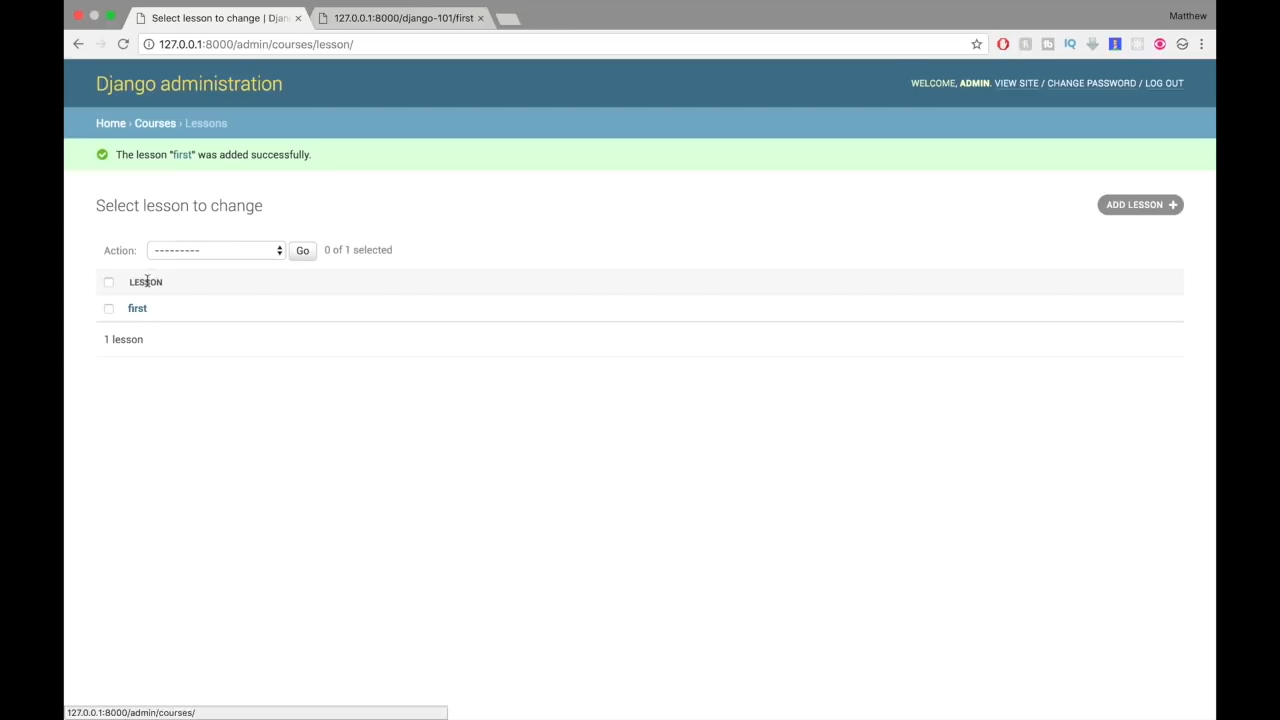 Select lesson to change | Djan
127.0.0.1:8000/django-101/first
Matthew
127.0.0.1:8000/admin/courses/lesson/
Django administration
WELCOME, ADMIN. VIEW SITE / CHANGE PASSWORD / LOG OUT
Home › Courses › Lessons
The lesson "first" was added successfully.
Select lesson to change
ADD LESSON +
Action: --------- Go 0 of 1 selected
LESSON
first
1 lesson
127.0.0.1:8000/admin/courses/